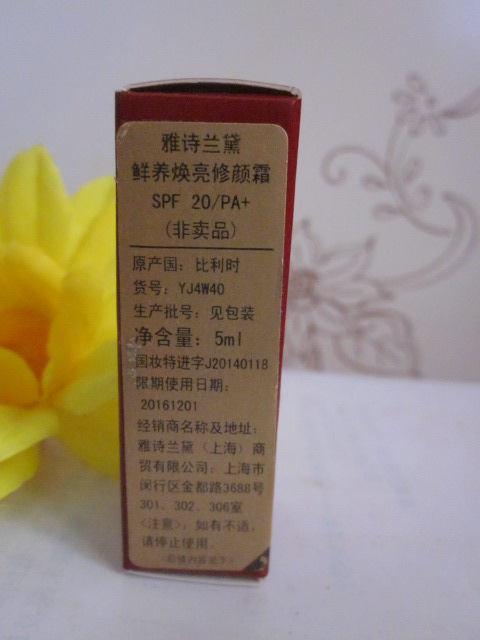 雅诗兰黛
鲜养焕亮修颜霜
SPF 20/PA+
(非卖品)
原产国：比利时
货号：YJ4W40
生产批号：见包装
净含量：5ml
国妆特进字J20140118
限期使用日期：
20161201
经销商名称及地址：
雅诗兰黛（上海）商
贸有限公司：上海市
闵行区金都路3688号
301、302、306室
<注意>：如有不适，
请停止使用.